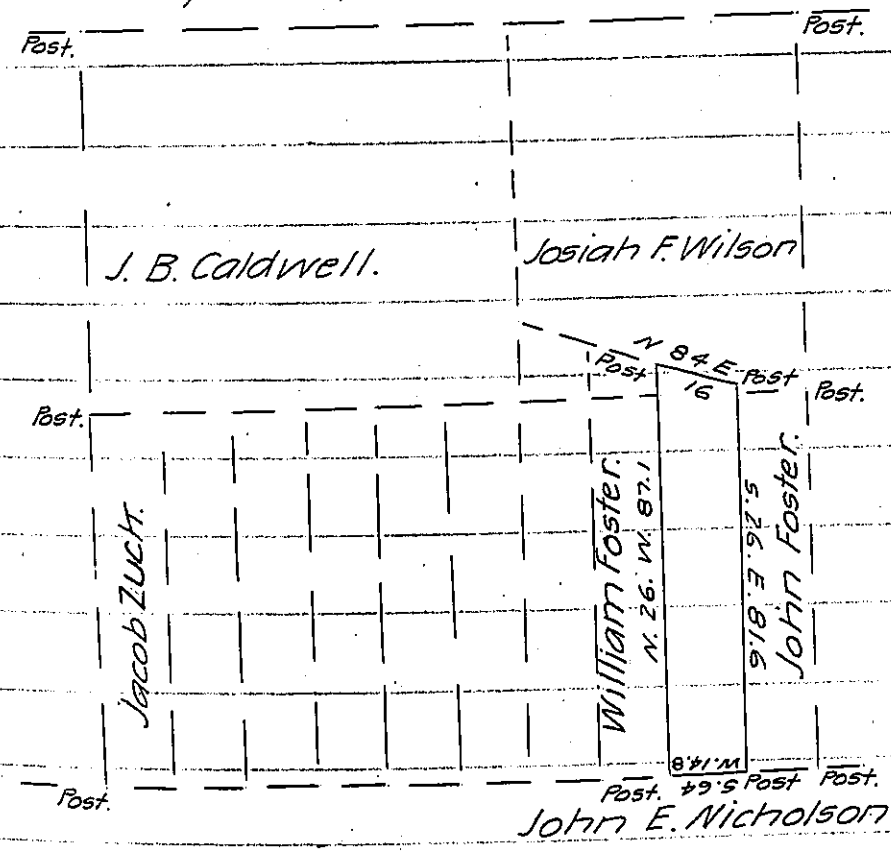 Post.
Post.
J. B. Caldwell.
Josiah F. Wilson
N 84 E
16
Post
Post
Post.
Post.
Jacob Zuch.
William Foster.
N. 26. W. 87.1
S. 26. E. 81.6
John Foster.
S. 64 W. 14.8
Post.
Post.
Post
Post.
John E. Nicholson